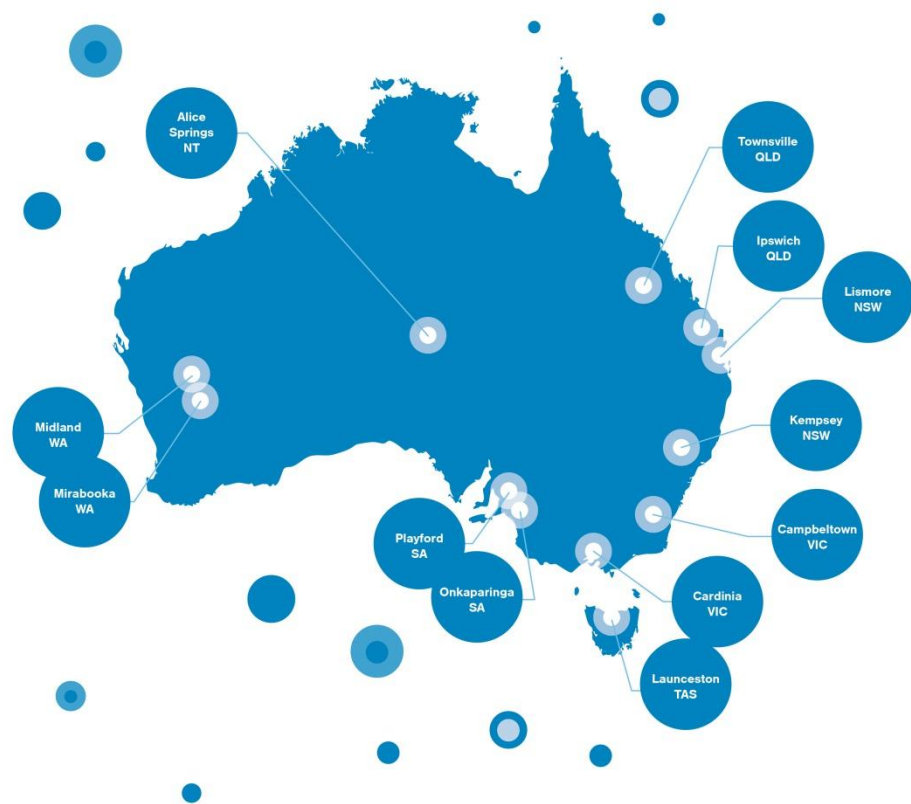 Alice
Springs
NT
Townsville
QLD
Ipswich
QLD
Lismore
NSW
Midland
WA
Kempsey
NSW
Mirabooka
WA
Playford
SA
Campbeltown
VIC
Onkaparinga
SA
Cardinia
VIC
Launceston
TAS